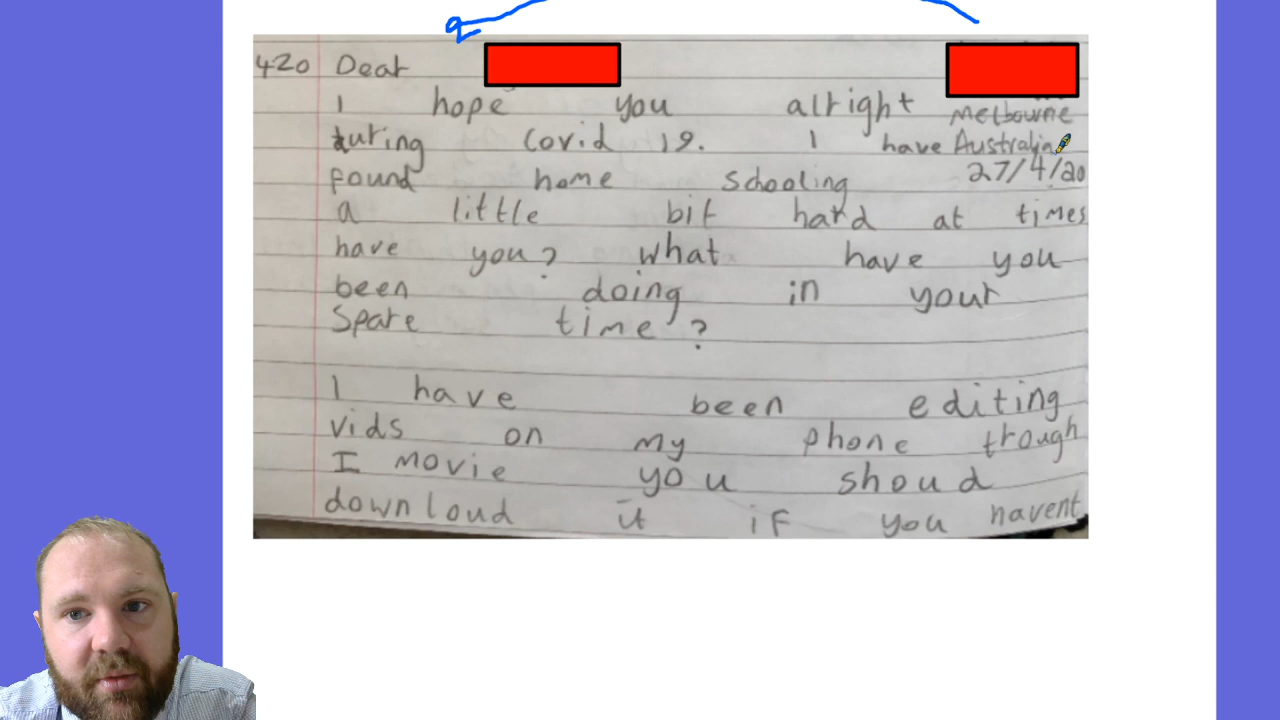 420 Dear
I hope you alright Melbourne
turing Covid 19. I have Australia
found home schooling 27/4/20
a little bit hard at times
have you? what have you
been doing in your
spare time?
I have been editing
vids on my phone trough
I movie you shoud
downloud it if you havent